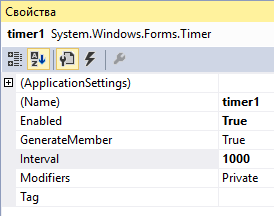 Свойства
timer1 System.Windows.Forms.Timer
(ApplicationSettings)
(Name) timer1
Enabled True
GenerateMember True
Interval 1000
Modifiers Private
Tag